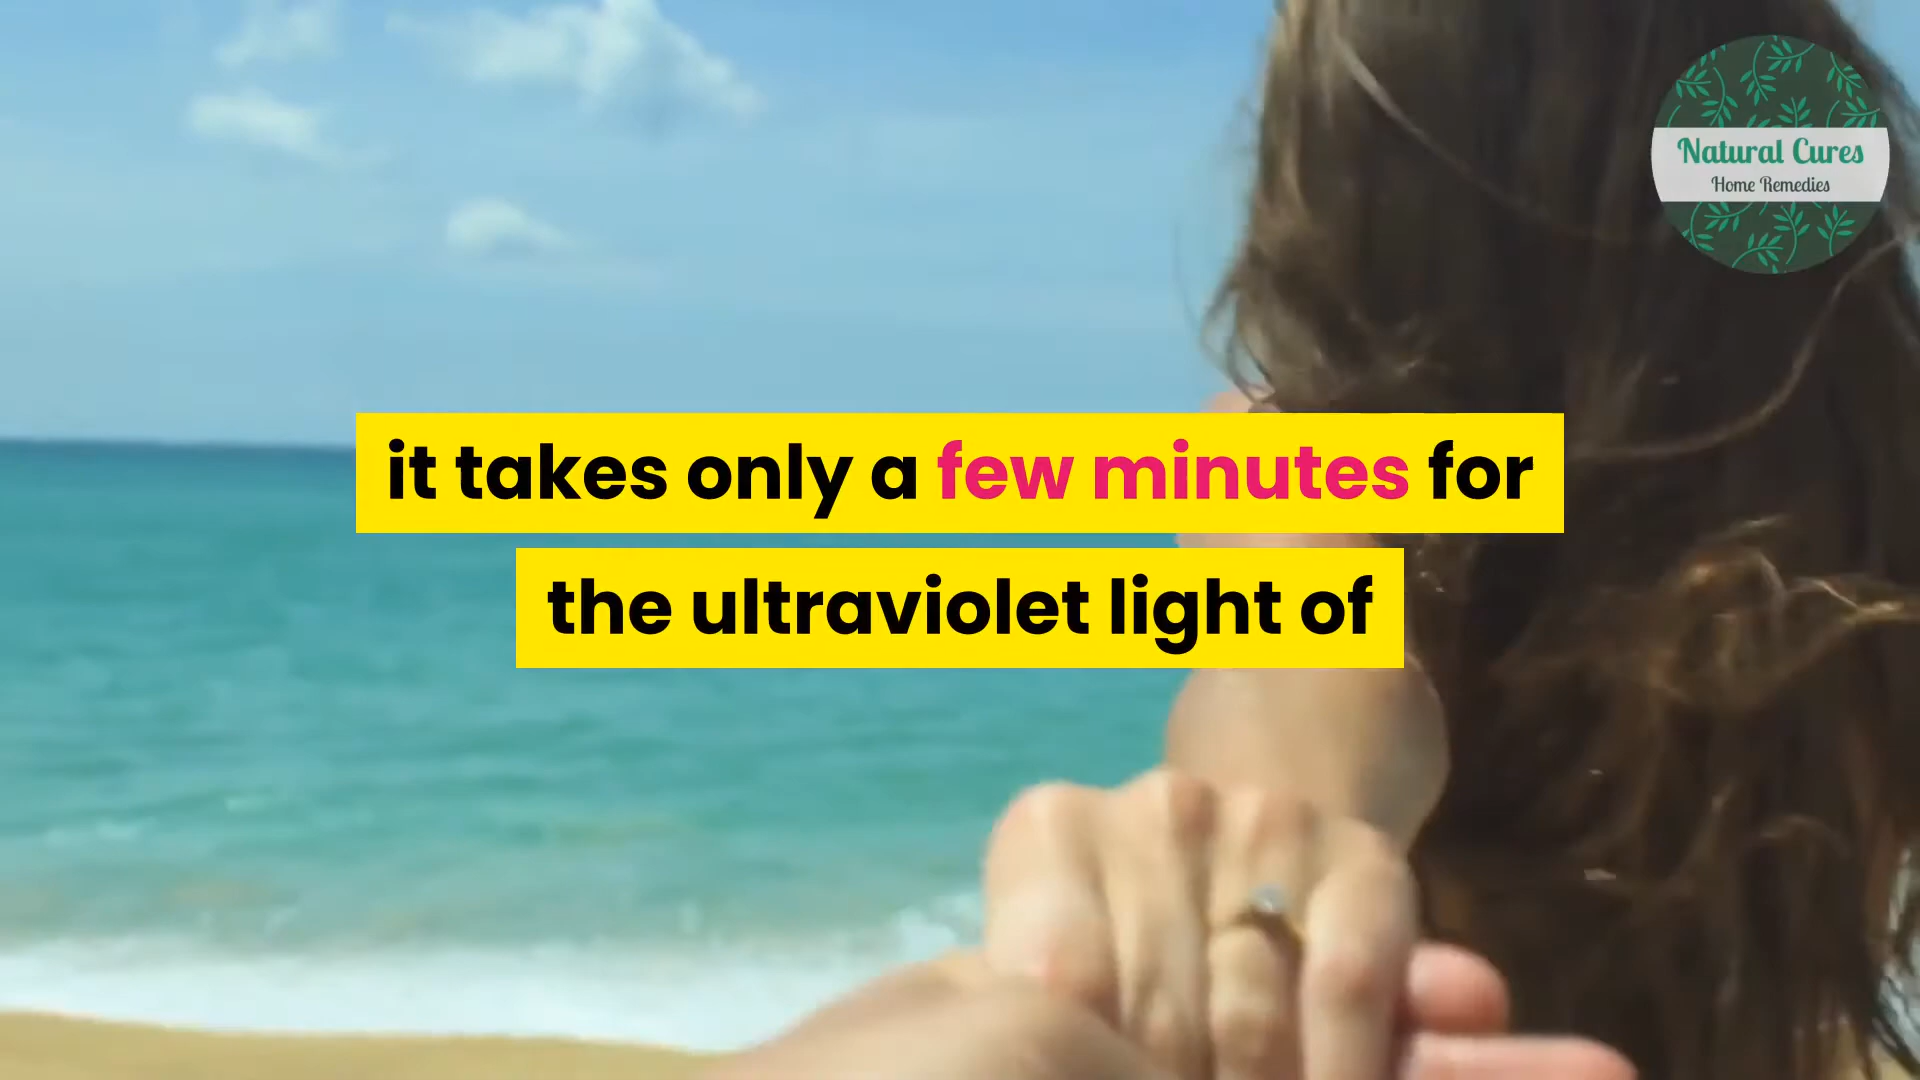 Natural Cures
Home Remedies
it takes only a few minutes for
the ultraviolet light of